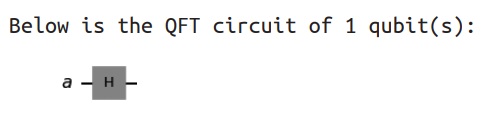 Below is the QFT circuit of 1 qubit(s):
a H